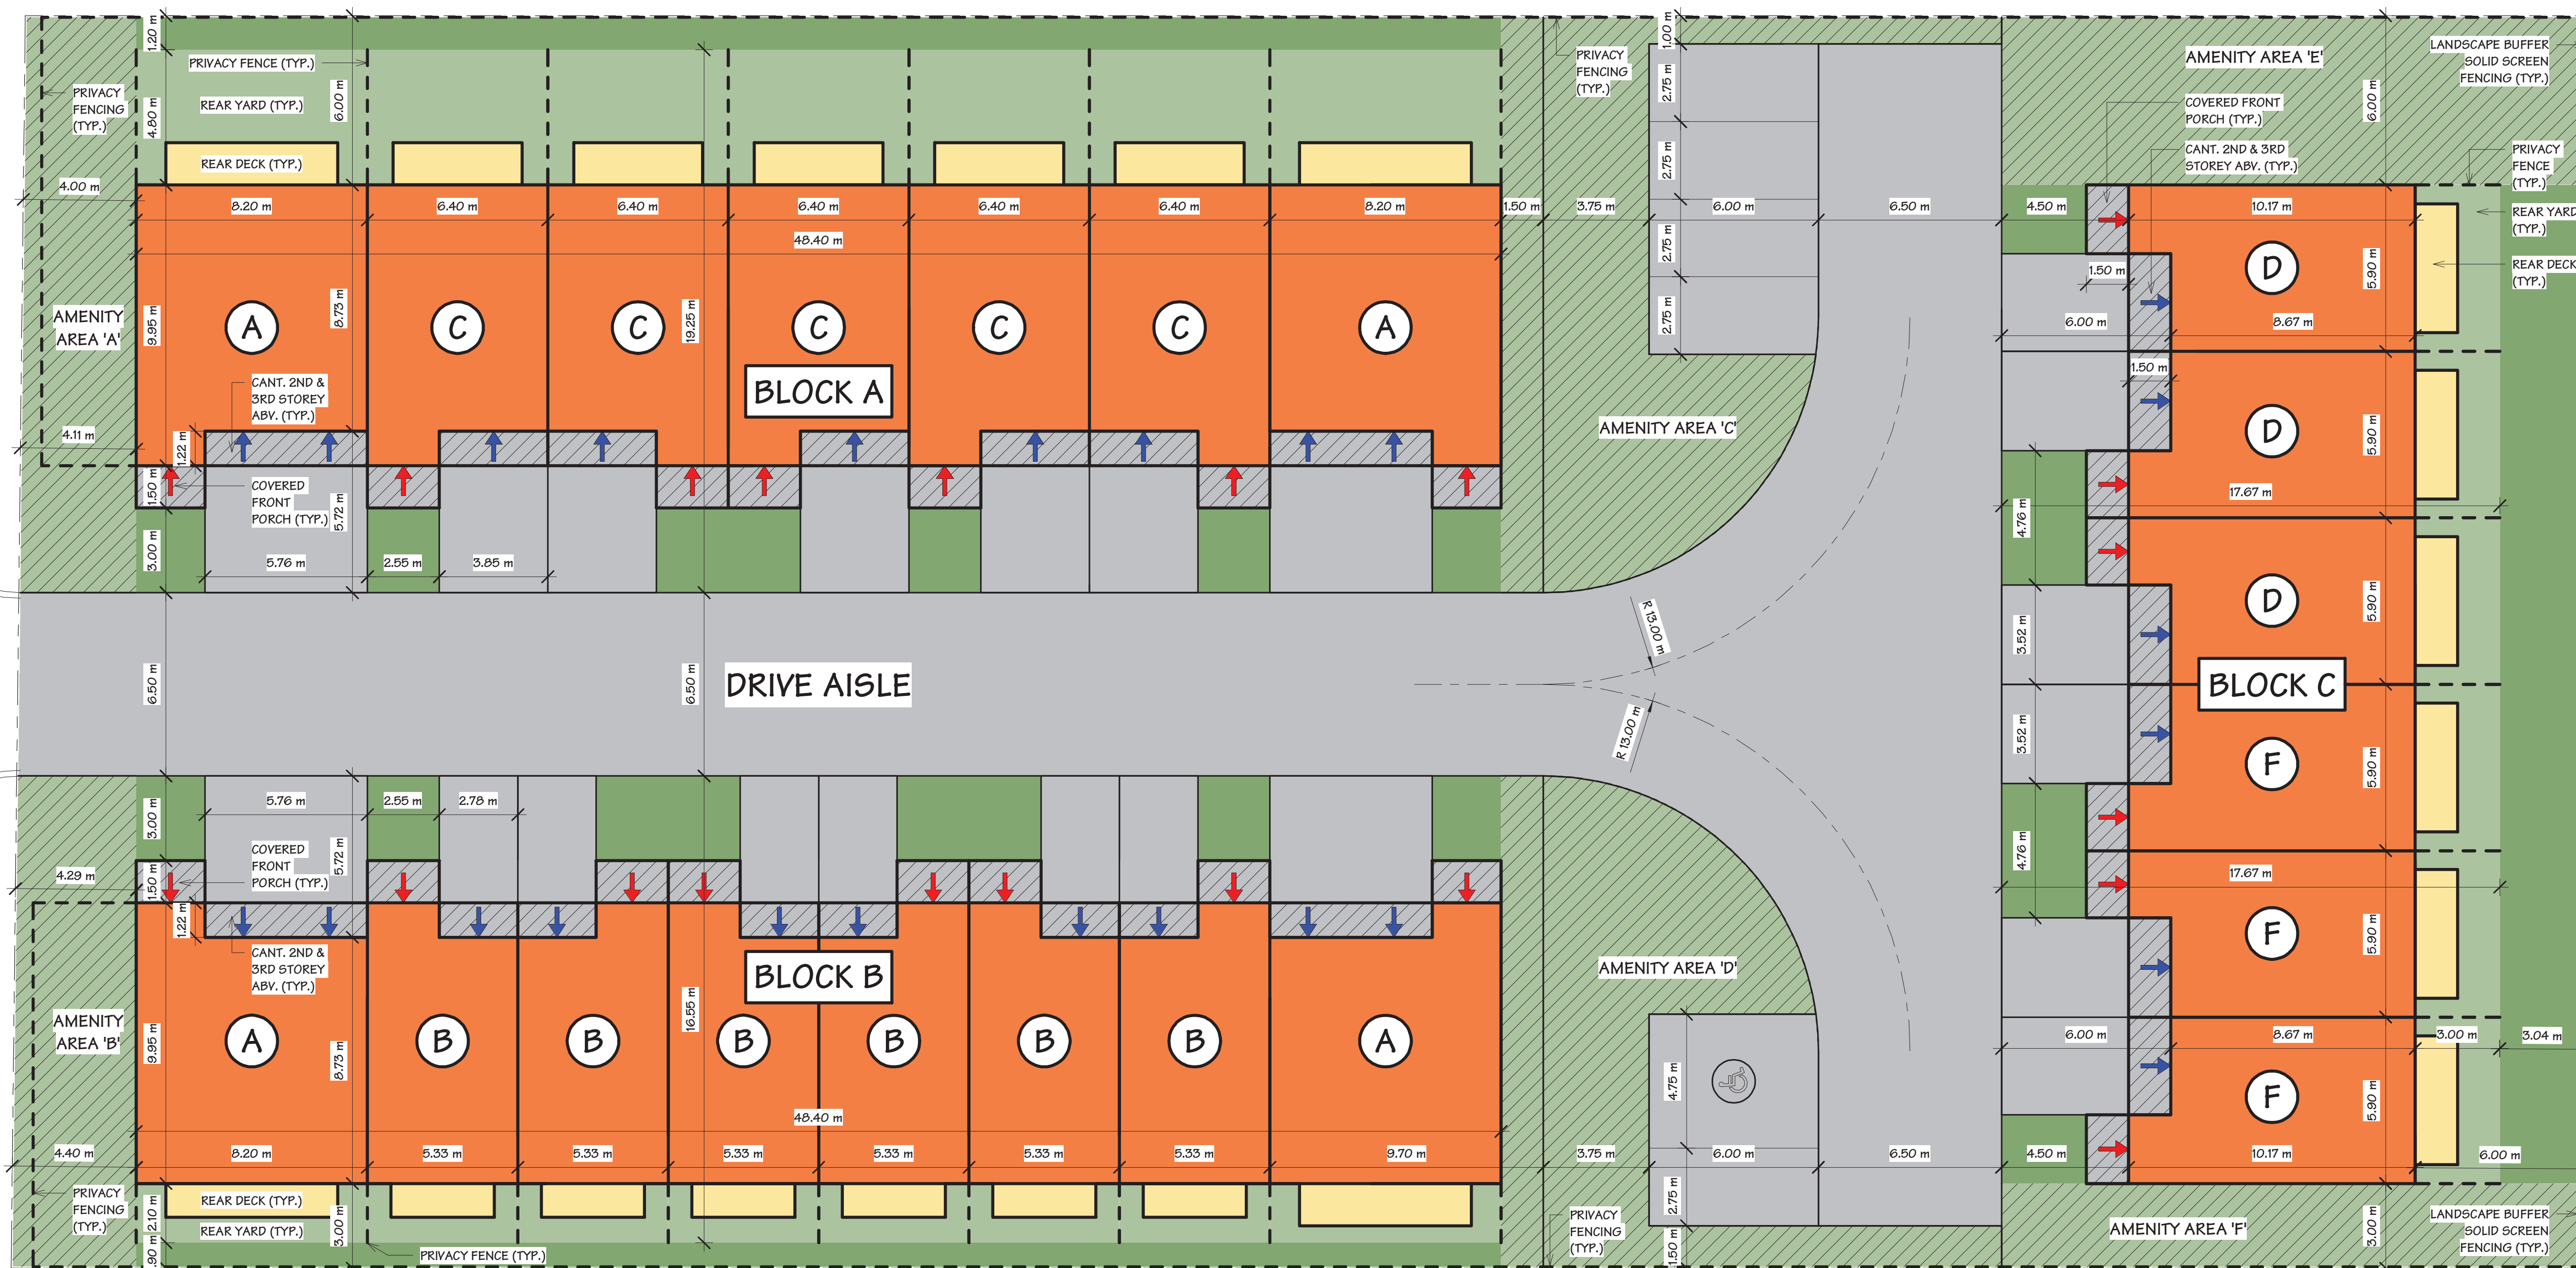 1.20 m
PRIVACY FENCE (TYP.)
PRIVACY
FENCING
(TYP.)
4.80 m
REAR YARD (TYP.)
6.00 m
REAR DECK (TYP.)
4.00 m
8.20 m
6.40 m
6.40 m
6.40 m
6.40 m
6.40 m
8.20 m
1.50 m
3.75 m
48.40 m
AMENITY
AREA 'A'
9.95 m
8.73 m
19.25 m
A
C
C
C
C
C
A
BLOCK A
CANT. 2ND &
3RD STOREY
ABV. (TYP.)
4.11 m
1.22 m
1.50 m
COVERED
FRONT
PORCH (TYP.)
5.72 m
3.00 m
5.76 m
2.55 m
3.85 m
6.50 m
6.50 m
DRIVE AISLE
R 13.00 m
R 13.00 m
5.76 m
2.55 m
2.78 m
3.00 m
COVERED
FRONT
PORCH (TYP.)
5.72 m
4.29 m
1.50 m
1.22 m
CANT. 2ND &
3RD STOREY
ABV. (TYP.)
BLOCK B
16.55 m
AMENITY
AREA 'B'
9.95 m
8.73 m
A
B
B
B
B
B
B
A
48.40 m
4.40 m
8.20 m
5.33 m
5.33 m
5.33 m
5.33 m
5.33 m
5.33 m
9.70 m
PRIVACY
FENCING
(TYP.)
2.10 m
REAR DECK (TYP.)
REAR YARD (TYP.)
3.00 m
.90 m
PRIVACY FENCE (TYP.)
PRIVACY
FENCING
(TYP.)
1.00 m
2.75 m
2.75 m
2.75 m
2.75 m
6.00 m
6.50 m
AMENITY AREA 'C'
AMENITY AREA 'D'
4.75 m
3.75 m
6.00 m
6.50 m
2.75 m
1.50 m
PRIVACY
FENCING
(TYP.)
AMENITY AREA 'E'
LANDSCAPE BUFFER
SOLID SCREEN
FENCING (TYP.)
6.00 m
COVERED FRONT
PORCH (TYP.)
CANT. 2ND & 3RD
STOREY ABV. (TYP.)
PRIVACY
FENCE
(TYP.)
4.50 m
10.17 m
REAR YARD
(TYP.)
D
5.90 m
1.50 m
REAR DECK
(TYP.)
6.00 m
8.67 m
1.50 m
D
5.90 m
17.67 m
4.76 m
D
5.90 m
3.52 m
BLOCK C
3.52 m
F
5.90 m
4.76 m
17.67 m
F
5.90 m
6.00 m
8.67 m
3.00 m
3.04 m
F
5.90 m
4.50 m
10.17 m
6.00 m
AMENITY AREA 'F'
3.00 m
LANDSCAPE BUFFER
SOLID SCREEN
FENCING (TYP.)